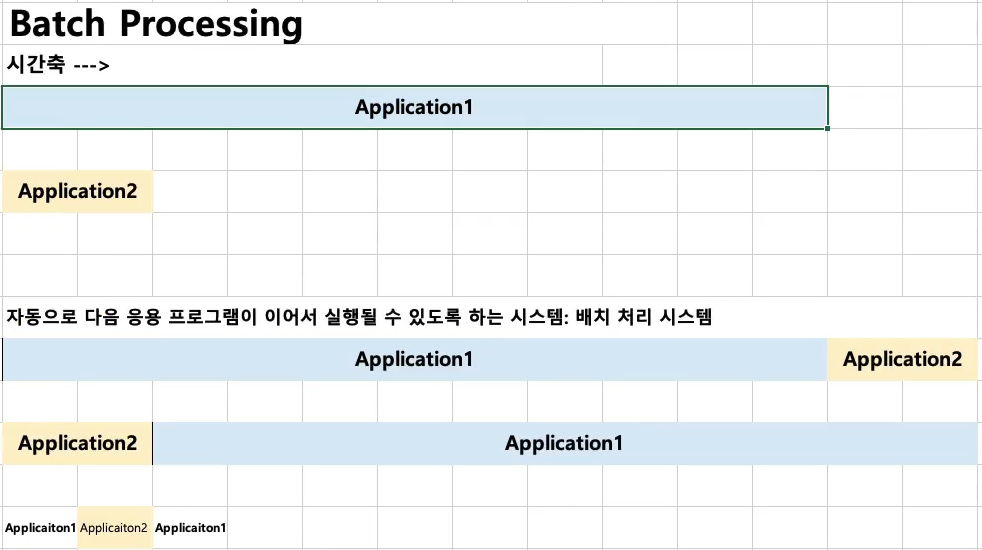 Batch Processing
시간축 --->
Application1
Application2
자동으로 다음 응용 프로그램이 이어서 실행될 수 있도록 하는 시스템: 배치 처리 시스템
Application1 Application2
Application2 Application1
Applicaiton1 Applicaiton2 Applicaiton1